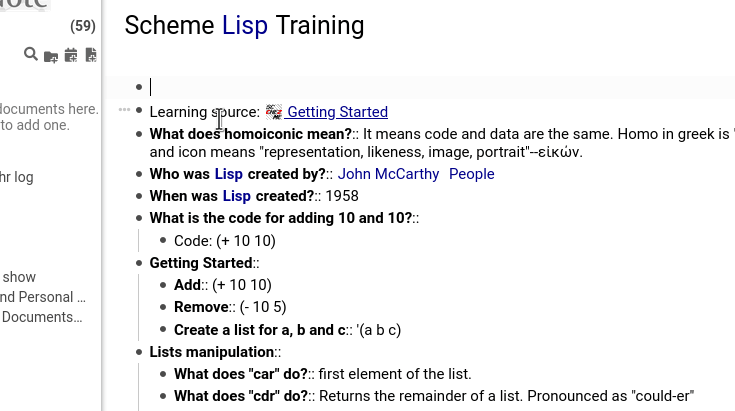 (59)
Scheme Lisp Training
documents here.
to add one.
hr log
show
nd Personal ...
Documents...
Learning source: Getting Started
What does homoiconic mean?:: It means code and data are the same. Homo in greek is "
and icon means "representation, likeness, image, portrait"--εἰκών.
Who was Lisp created by?:: John McCarthy People
When was Lisp created?:: 1958
What is the code for adding 10 and 10?::
Code: (+ 10 10)
Getting Started::
Add:: (+ 10 10)
Remove:: (- 10 5)
Create a list for a, b and c:: '(a b c)
Lists manipulation::
What does "car" do?:: first element of the list.
What does "cdr" do?:: Returns the remainder of a list. Pronounced as "could-er"